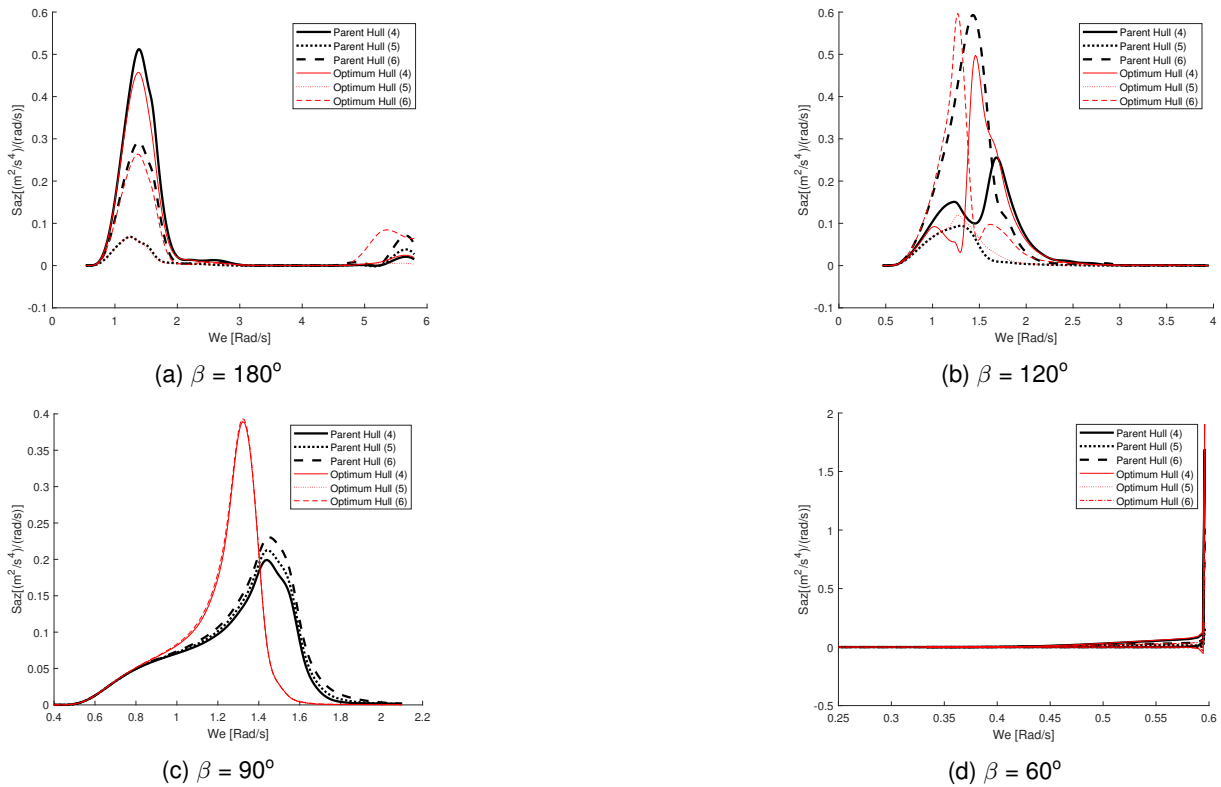 0.6
0.5
0.4
0.3
0.2
0.1
0
-0.1
Saz[(m²/s⁴)/(rad/s)]
0 1 2 3 4 5 6
We [Rad/s]
Parent Hull (4)
Parent Hull (5)
Parent Hull (6)
Optimum Hull (4)
Optimum Hull (5)
Optimum Hull (6)
(a) β = 180°
0.6
0.5
0.4
0.3
0.2
0.1
0
-0.1
Saz[(m²/s⁴)/(rad/s)]
0 0.5 1 1.5 2 2.5 3 3.5 4
We [Rad/s]
Parent Hull (4)
Parent Hull (5)
Parent Hull (6)
Optimum Hull (4)
Optimum Hull (5)
Optimum Hull (6)
(b) β = 120°
0.4
0.35
0.3
0.25
0.2
0.15
0.1
0.05
0
Saz[(m²/s⁴)/(rad/s)]
0.4 0.6 0.8 1 1.2 1.4 1.6 1.8 2 2.2
We [Rad/s]
Parent Hull (4)
Parent Hull (5)
Parent Hull (6)
Optimum Hull (4)
Optimum Hull (5)
Optimum Hull (6)
(c) β = 90°
2
1.5
1
0.5
0
-0.5
Saz[(m²/s⁴)/(rad/s)]
0.25 0.3 0.35 0.4 0.45 0.5 0.55 0.6
We [Rad/s]
Parent Hull (4)
Parent Hull (5)
Parent Hull (6)
Optimum Hull (4)
Optimum Hull (5)
Optimum Hull (6)
(d) β = 60°